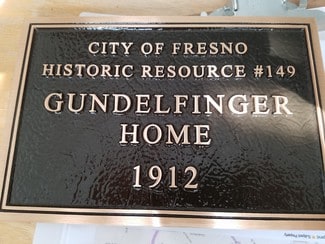 CITY OF FRESNO
HISTORIC RESOURCE #149
GUNDELFINGER
HOME
1912